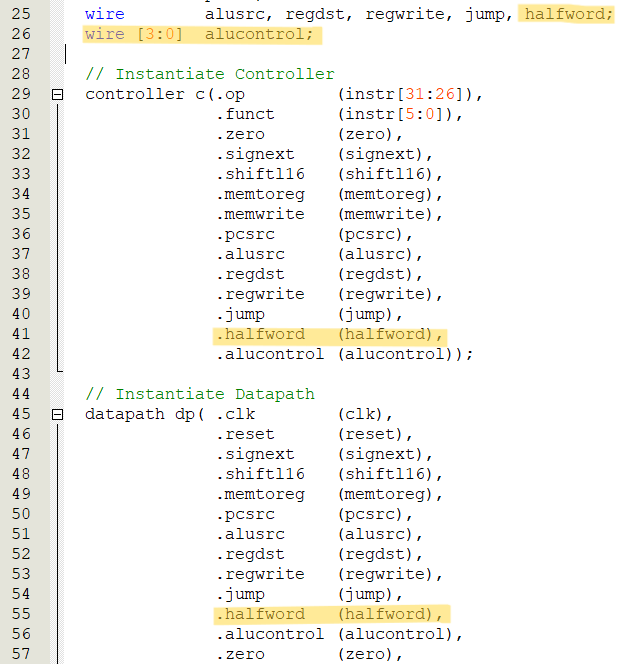 25 wire alusrc, regdst, regwrite, jump, halfword;
26 wire [3:0] alucontrol;
27
28 // Instantiate Controller
29 controller c(.op (instr[31:26]),
30 .funct (instr[5:0]),
31 .zero (zero),
32 .signext (signext),
33 .shiftl16 (shiftl16),
34 .memtoreg (memtoreg),
35 .memwrite (memwrite),
36 .pcsrc (pcsrc),
37 .alusrc (alusrc),
38 .regdst (regdst),
39 .regwrite (regwrite),
40 .jump (jump),
41 .halfword (halfword),
42 .alucontrol (alucontrol));
43
44 // Instantiate Datapath
45 datapath dp( .clk (clk),
46 .reset (reset),
47 .signext (signext),
48 .shiftl16 (shiftl16),
49 .memtoreg (memtoreg),
50 .pcsrc (pcsrc),
51 .alusrc (alusrc),
52 .regdst (regdst),
53 .regwrite (regwrite),
54 .jump (jump),
55 .halfword (halfword),
56 .alucontrol (alucontrol),
57 .zero (zero),